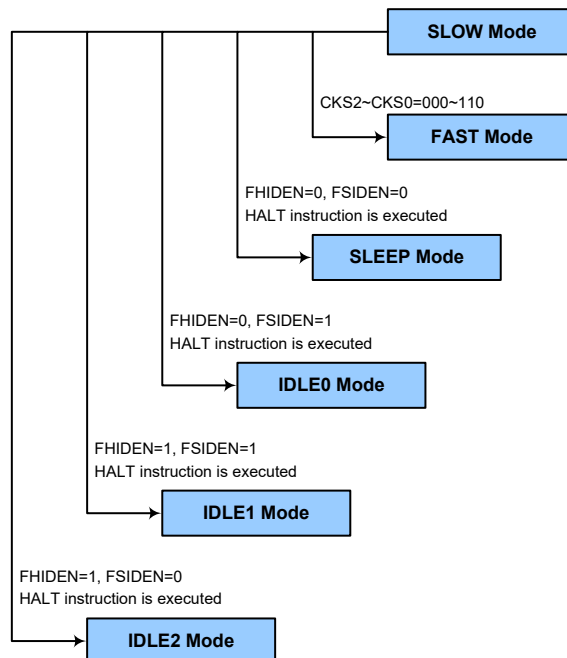 SLOW Mode
CKS2~CKS0=000~110
FAST Mode
FHIDEN=0, FSIDEN=0
HALT instruction is executed
SLEEP Mode
FHIDEN=0, FSIDEN=1
HALT instruction is executed
IDLE0 Mode
FHIDEN=1, FSIDEN=1
HALT instruction is executed
IDLE1 Mode
FHIDEN=1, FSIDEN=0
HALT instruction is executed
IDLE2 Mode